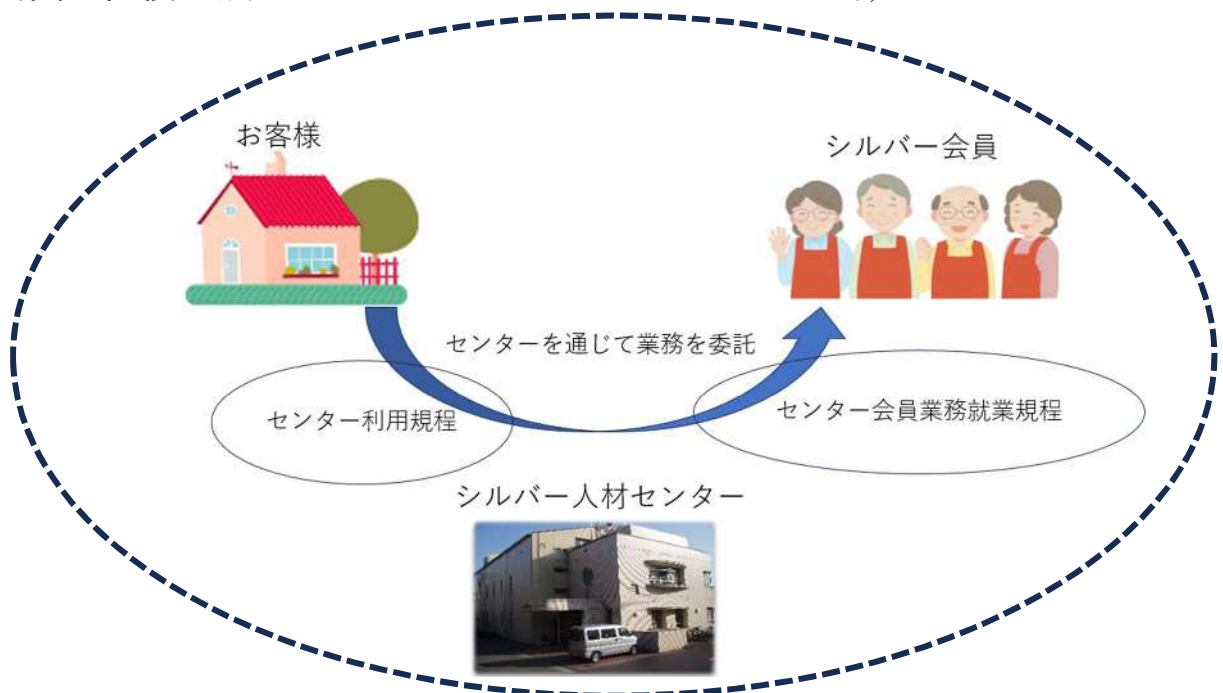 お客様
シルバー会員
センターを通じて業務を委託
センター利用規程
センター会員業務就業規程
シルバー人材センター